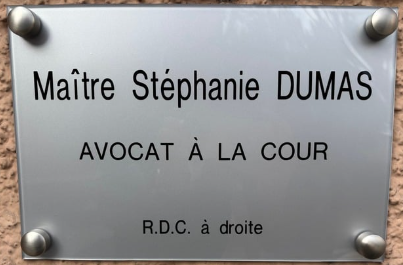 Maître Stéphanie DUMAS
AVOCAT À LA COUR
R.D.C. à droite